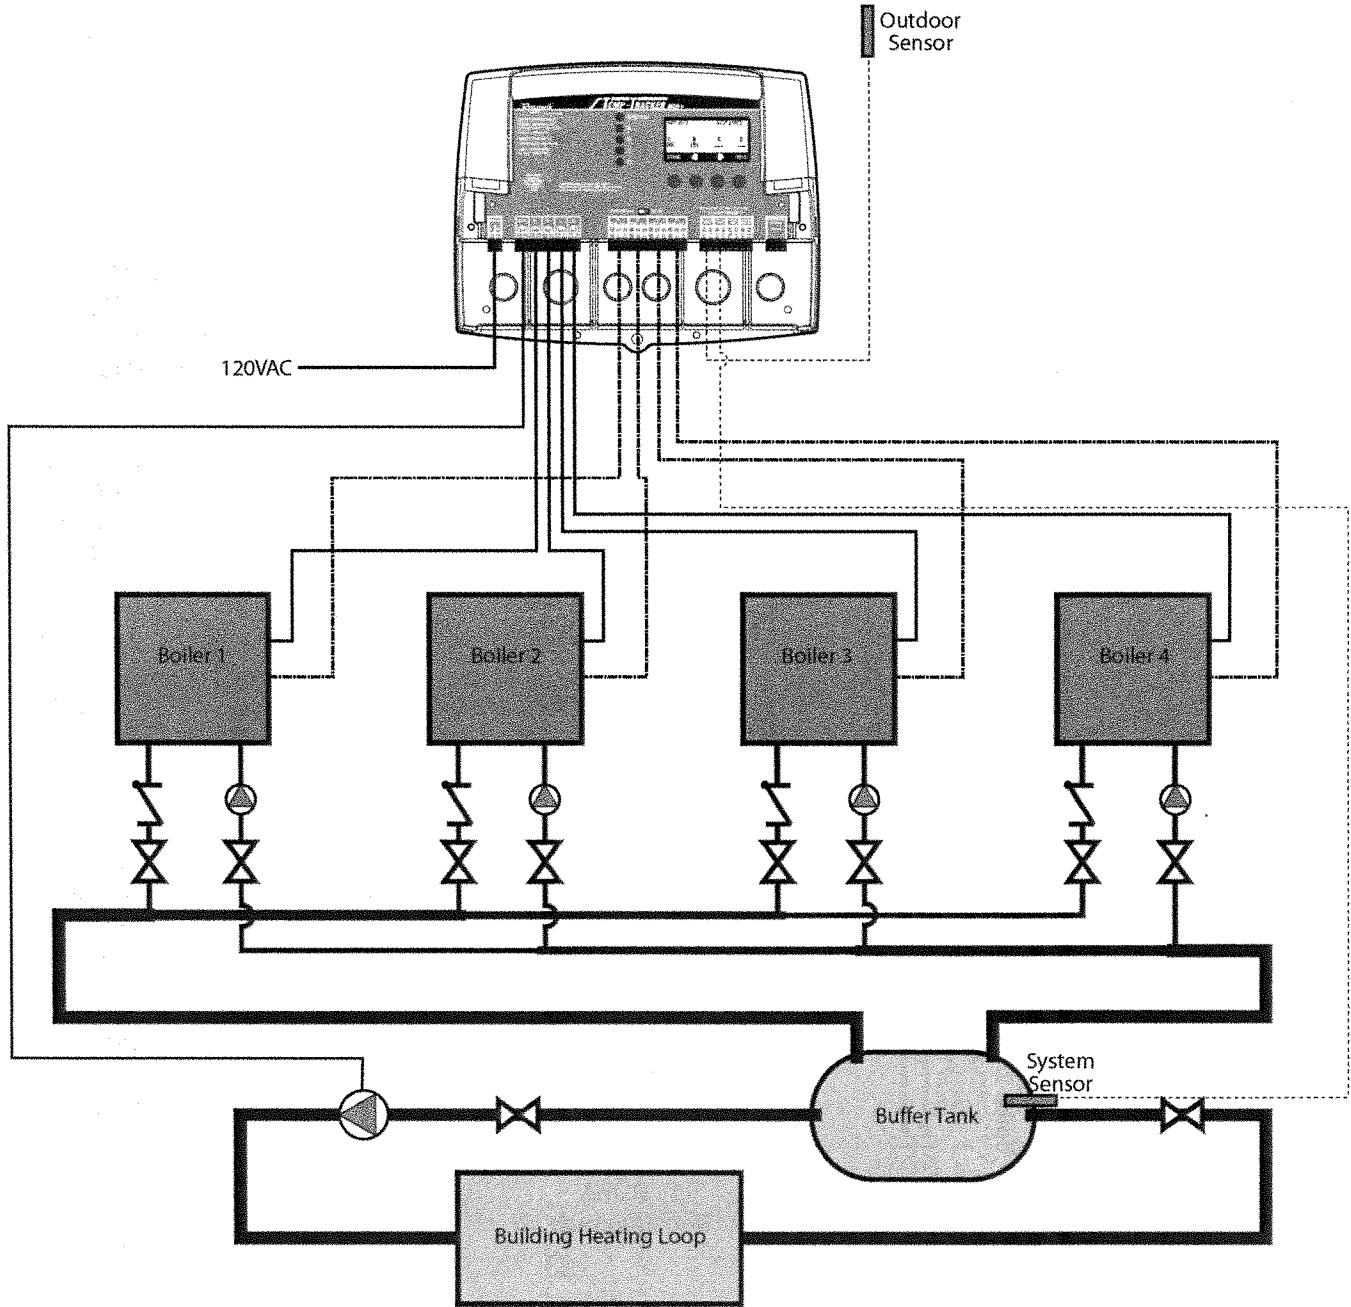 Outdoor
Sensor
120VAC
Boiler 1
Boiler 2
Boiler 3
Boiler 4
System
Sensor
Buffer Tank
Building Heating Loop